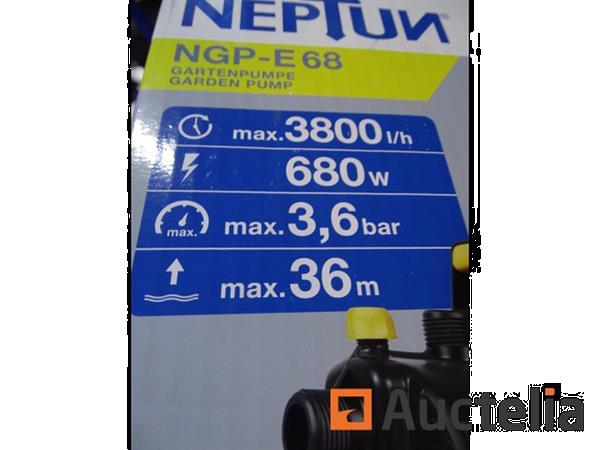 NEPTUN®
NGP-E 68
GARTENPUMPE
GARDEN PUMP
max. 3800 l/h
680 w
max. max. 3,6 bar
max. 36 m
Auctelia